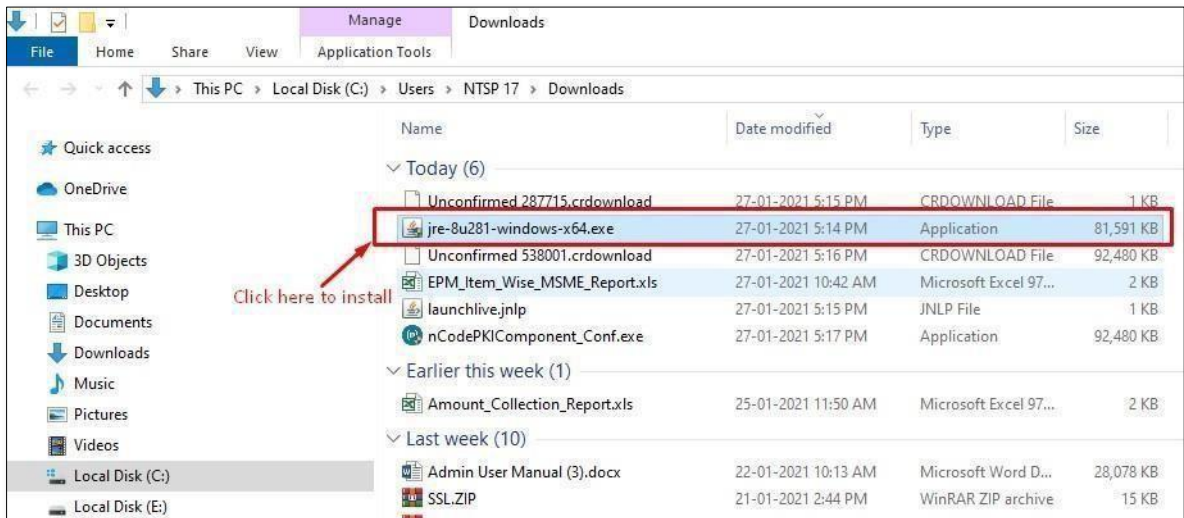 Manage Downloads
File Home Share View Application Tools
This PC > Local Disk (C:) > Users > NTSP 17 > Downloads
Quick access
OneDrive
This PC
3D Objects
Desktop
Documents
Downloads
Music
Pictures
Videos
Local Disk (C:)
Local Disk (E:)
Click here to install
Name Date modified Type Size
Today (6)
Unconfirmed 287715.crdownload 27-01-2021 5:15 PM CRDOWNLOAD File 1 KB
jre-8u281-windows-x64.exe 27-01-2021 5:14 PM Application 81,591 KB
Unconfirmed 538001.crdownload 27-01-2021 5:16 PM CRDOWNLOAD File 92,480 KB
EPM_Item_Wise_MSME_Report.xls 27-01-2021 10:42 AM Microsoft Excel 97... 2 KB
launchlive.jnlp 27-01-2021 5:15 PM JNLP File 1 KB
nCodePKIComponent_Conf.exe 27-01-2021 5:17 PM Application 92,480 KB
Earlier this week (1)
Amount_Collection_Report.xls 25-01-2021 11:50 AM Microsoft Excel 97... 2 KB
Last week (10)
Admin User Manual (3).docx 22-01-2021 10:13 AM Microsoft Word D... 28,078 KB
SSL.ZIP 21-01-2021 2:44 PM WinRAR ZIP archive 15 KB